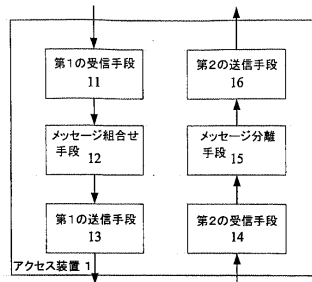 第1の受信手段
11
メッセージ組合せ
手段
12
第1の送信手段
13
第2の送信手段
16
メッセージ分離
手段
15
第2の受信手段
14
アクセス装置 1